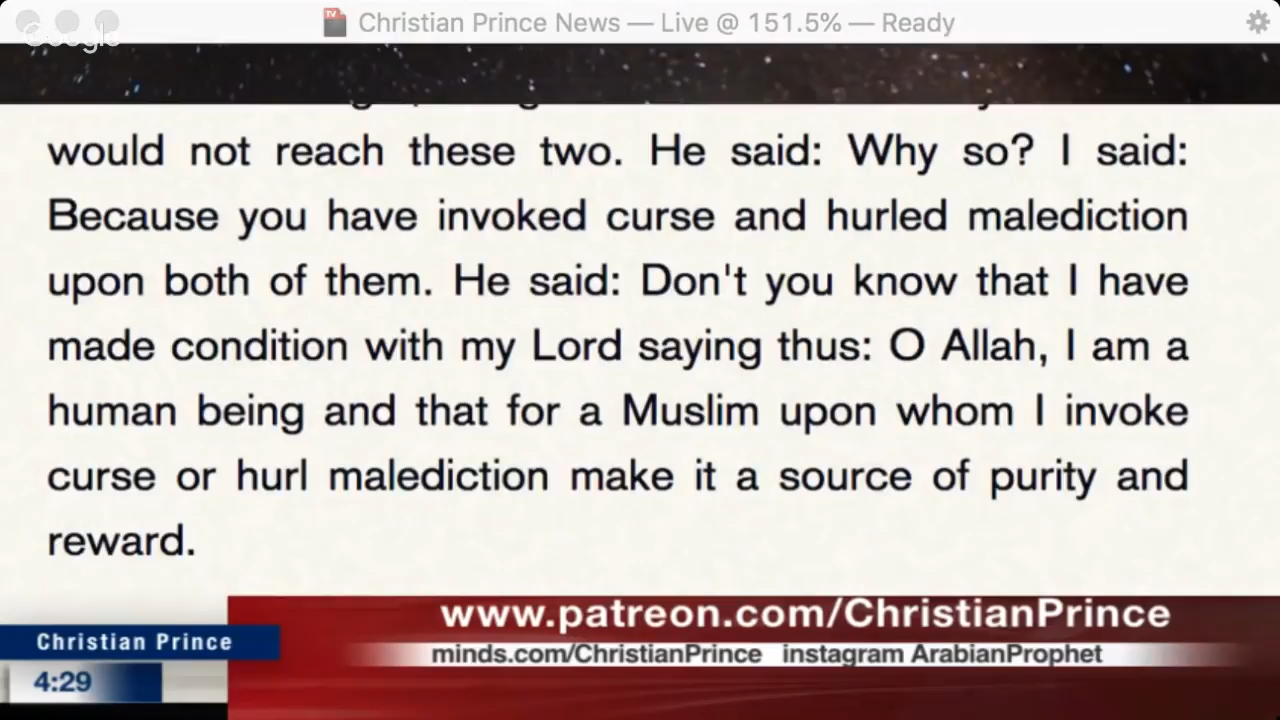 Christian Prince News — Live @ 151.5% — Ready
Google
would not reach these two. He said: Why so? I said:
Because you have invoked curse and hurled malediction
upon both of them. He said: Don't you know that I have
made condition with my Lord saying thus: O Allah, I am a
human being and that for a Muslim upon whom I invoke
curse or hurl malediction make it a source of purity and
reward.
www.patreon.com/ChristianPrince
Christian Prince
minds.com/ChristianPrince instagram ArabianProphet
4:29